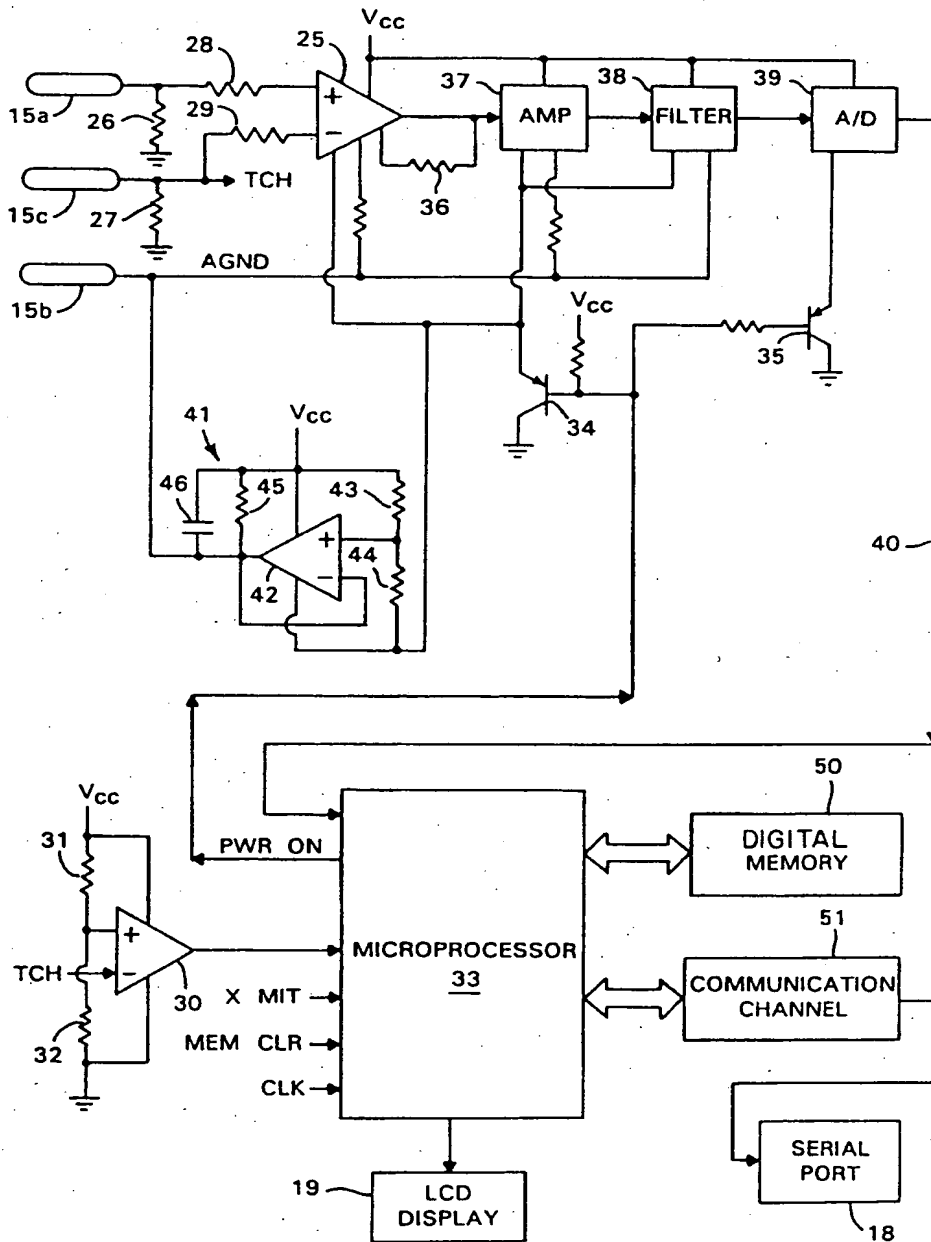 Vcc
28
25
37
38
39
15a
26
29
+
−
AMP
FILTER
A/D
TCH
15c
27
36
AGND
15b
Vcc
35
34
41
Vcc
46
45
43
+
−
44
42
40
Vcc
31
PWR ON
50
DIGITAL
MEMORY
+
TCH
−
30
32
MICROPROCESSOR
33
X MIT
MEM CLR
CLK
51
COMMUNICATION
CHANNEL
19
LCD
DISPLAY
SERIAL
PORT
18